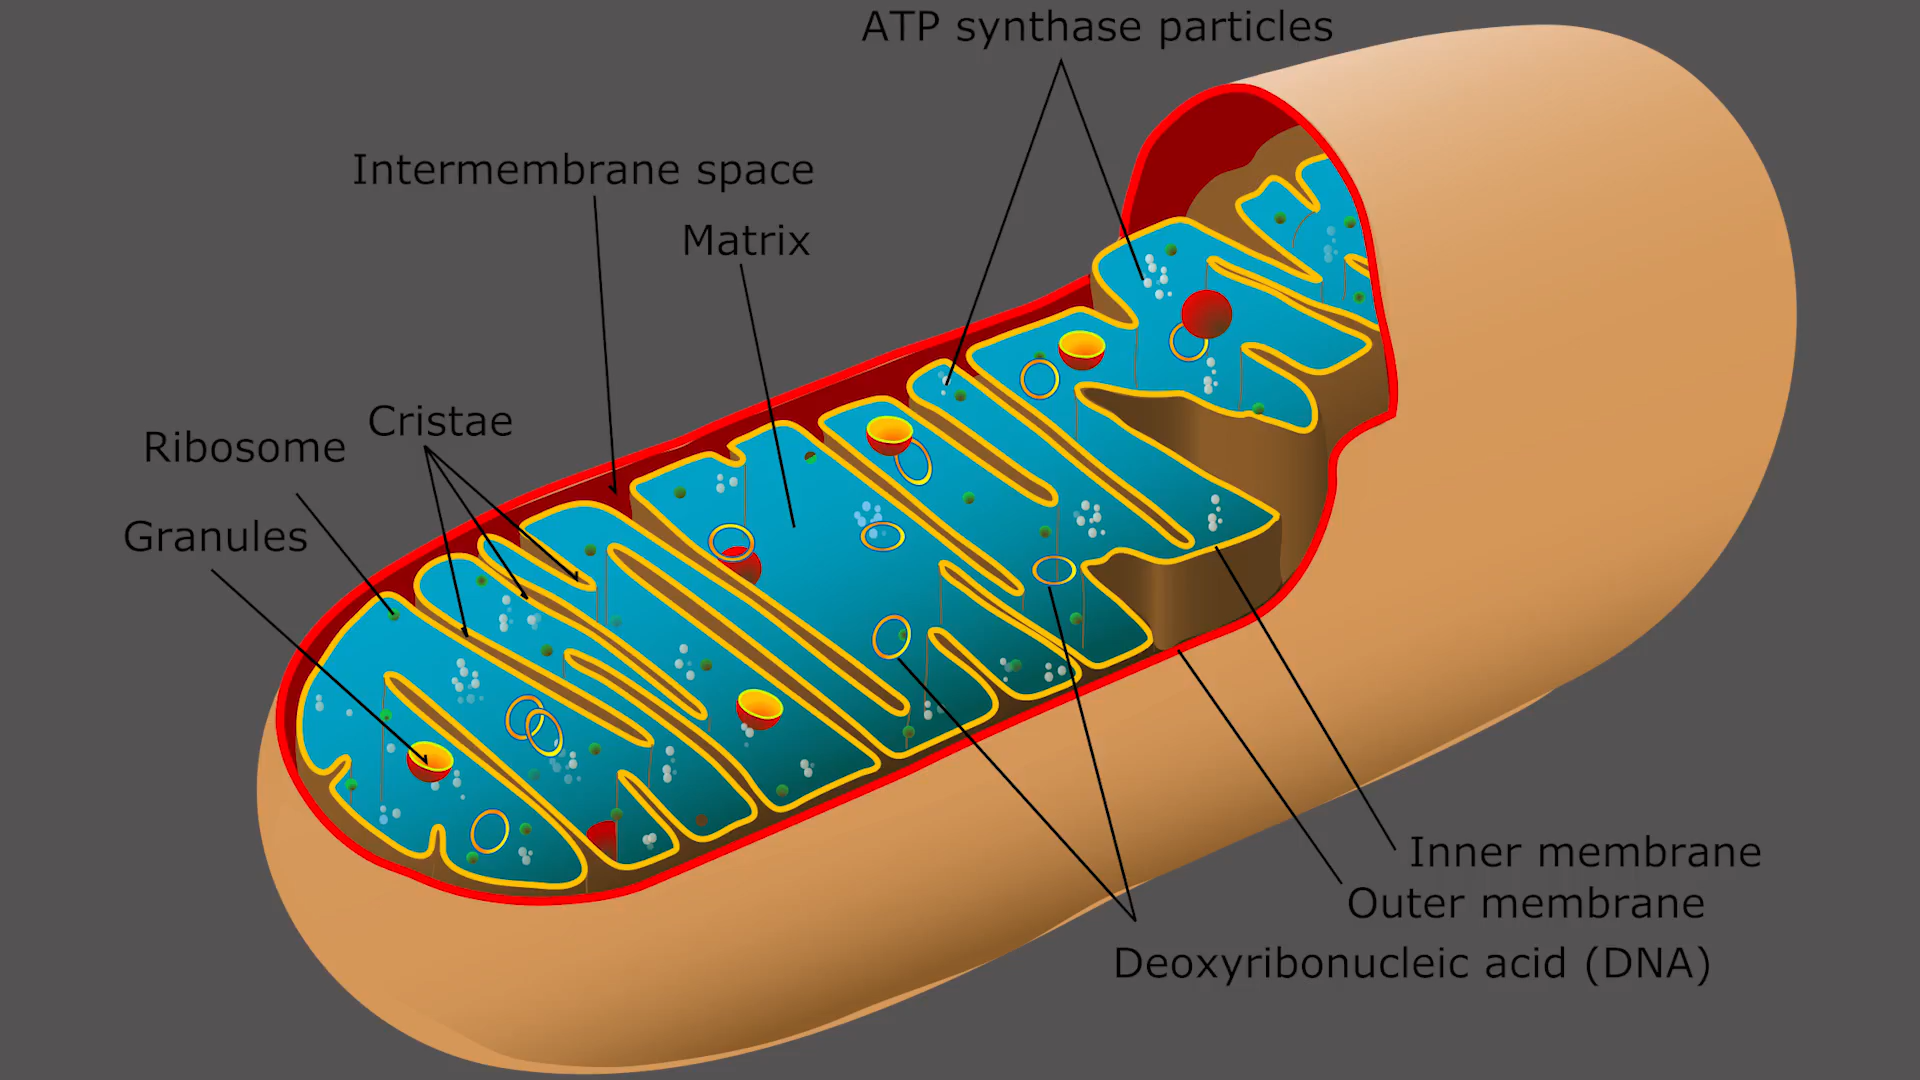 ATP synthase particles
Intermembrane space
Matrix
Cristae
Ribosome
Granules
Inner membrane
Outer membrane
Deoxyribonucleic acid (DNA)